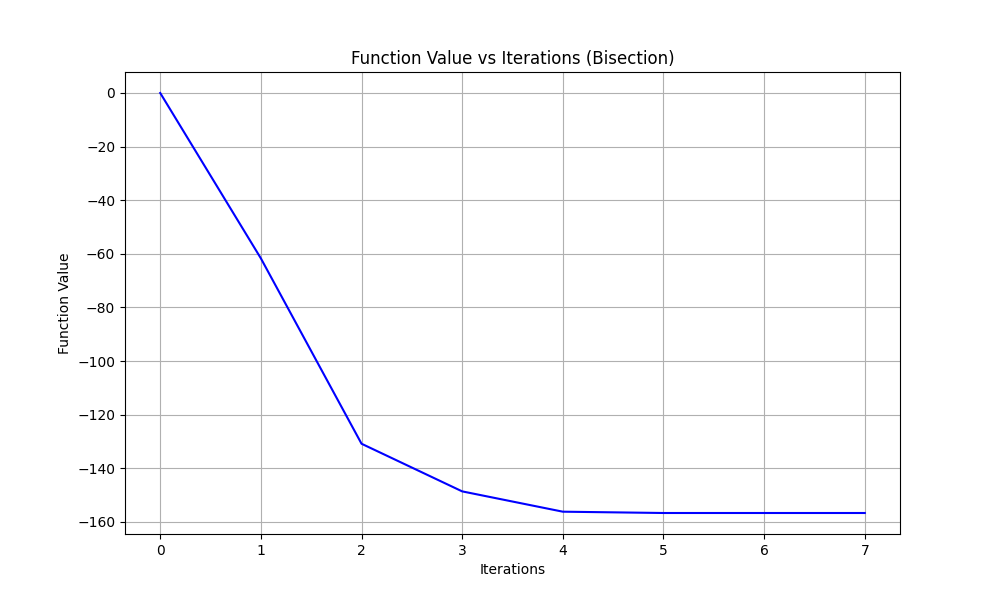 Function Value vs Iterations (Bisection)
Function Value
0
−20
−40
−60
−80
−100
−120
−140
−160
0 1 2 3 4 5 6 7
Iterations